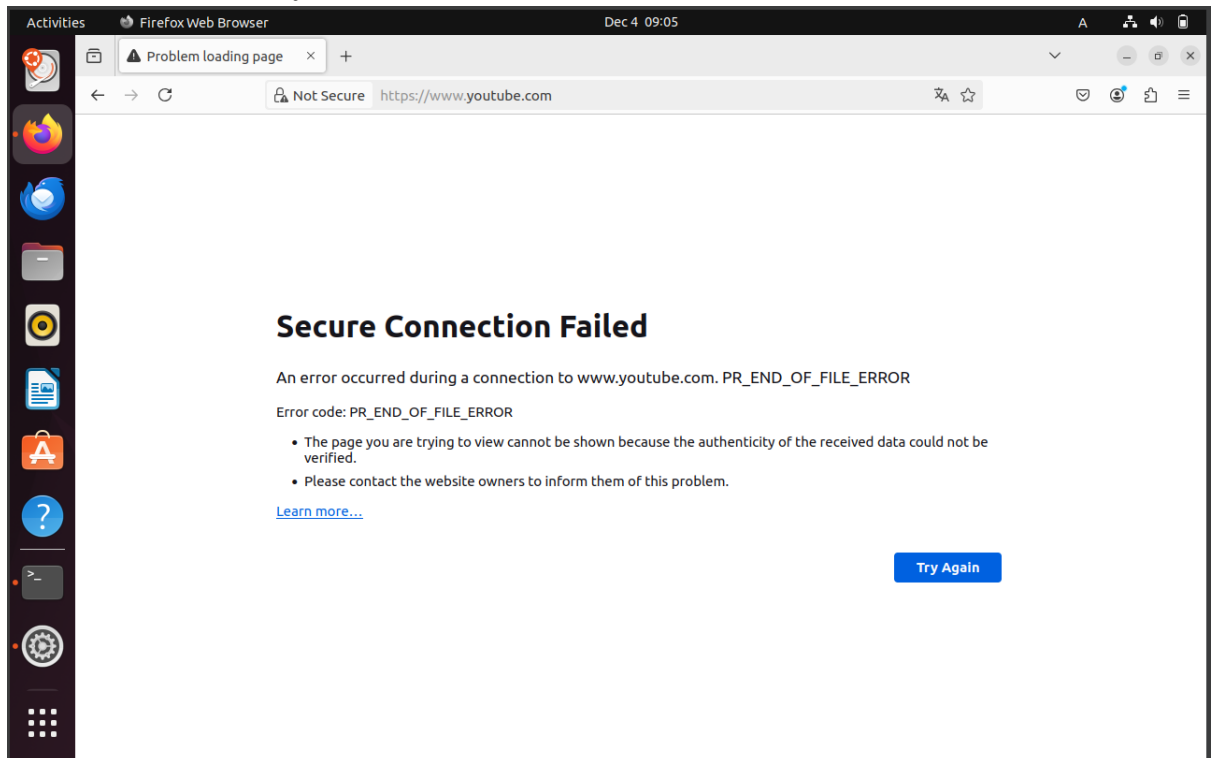 Activities Firefox Web Browser Dec 4 09:05 A
Problem loading page × +
Not Secure https://www.youtube.com
Secure Connection Failed
An error occurred during a connection to www.youtube.com. PR_END_OF_FILE_ERROR
Error code: PR_END_OF_FILE_ERROR
• The page you are trying to view cannot be shown because the authenticity of the received data could not be
verified.
• Please contact the website owners to inform them of this problem.
Learn more…
Try Again